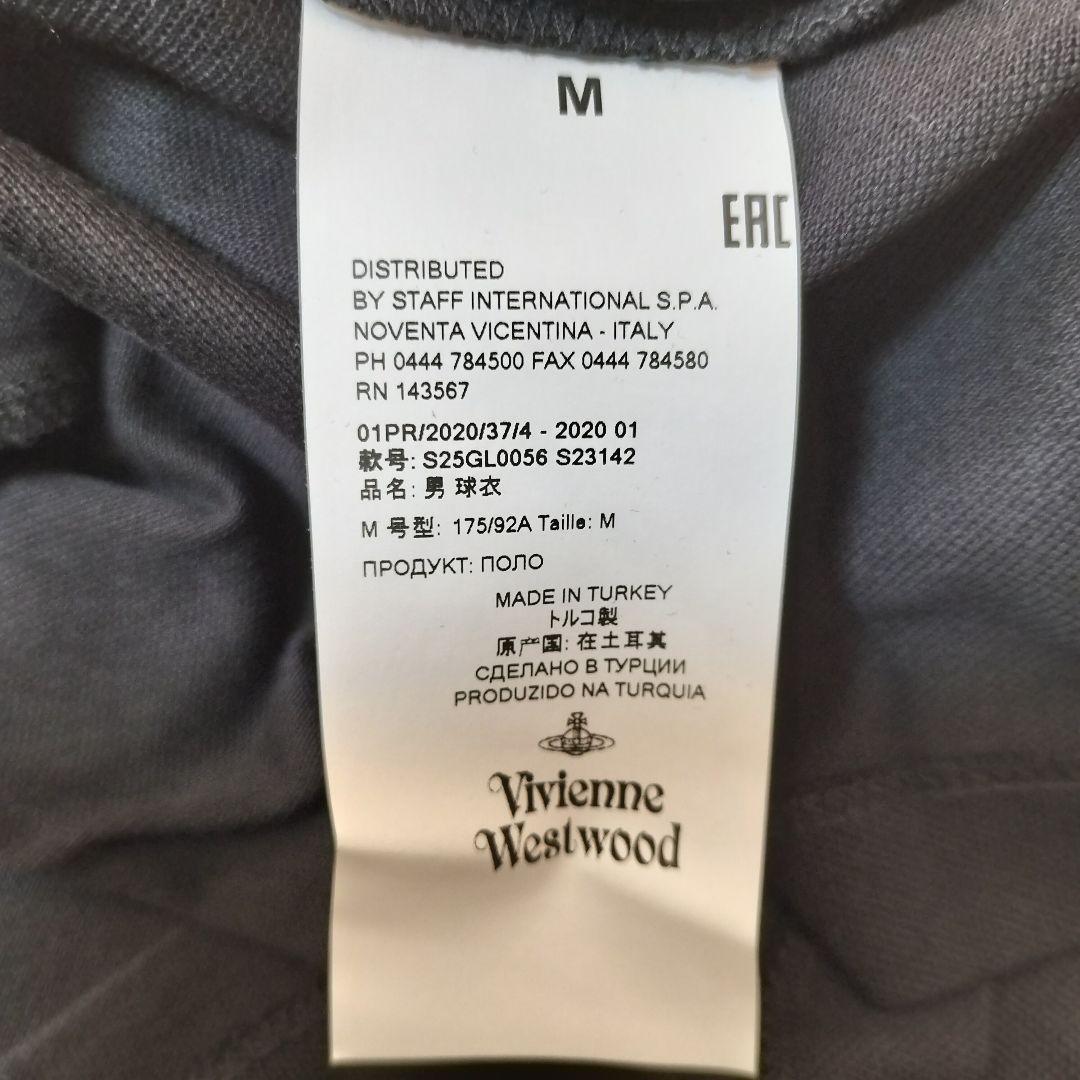 M
EAC
DISTRIBUTED
BY STAFF INTERNATIONAL S.P.A.
NOVENTA VICENTINA - ITALY
PH 0444 784500 FAX 0444 784580
RN 143567
01PR/2020/37/4 - 2020 01
款号: S25GL0056 S23142
品名: 男 球衣
M 号型: 175/92A Taille: M
ПРОДУКТ: ПОЛО
MADE IN TURKEY
トルコ製
原产国: 在土耳其
СДЕЛАНО В ТУРЦИИ
PRODUZIDO NA TURQUIA
Vivienne
Westwood